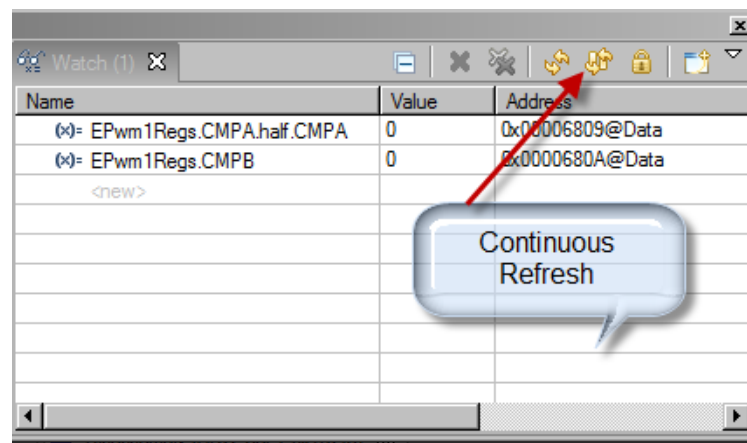 Watch (1)
Name Value Address
(x)= EPwm1Regs.CMPA.half.CMPA 0 0x00006809@Data
(x)= EPwm1Regs.CMPB 0 0x0000680A@Data
<new>
Continuous
Refresh